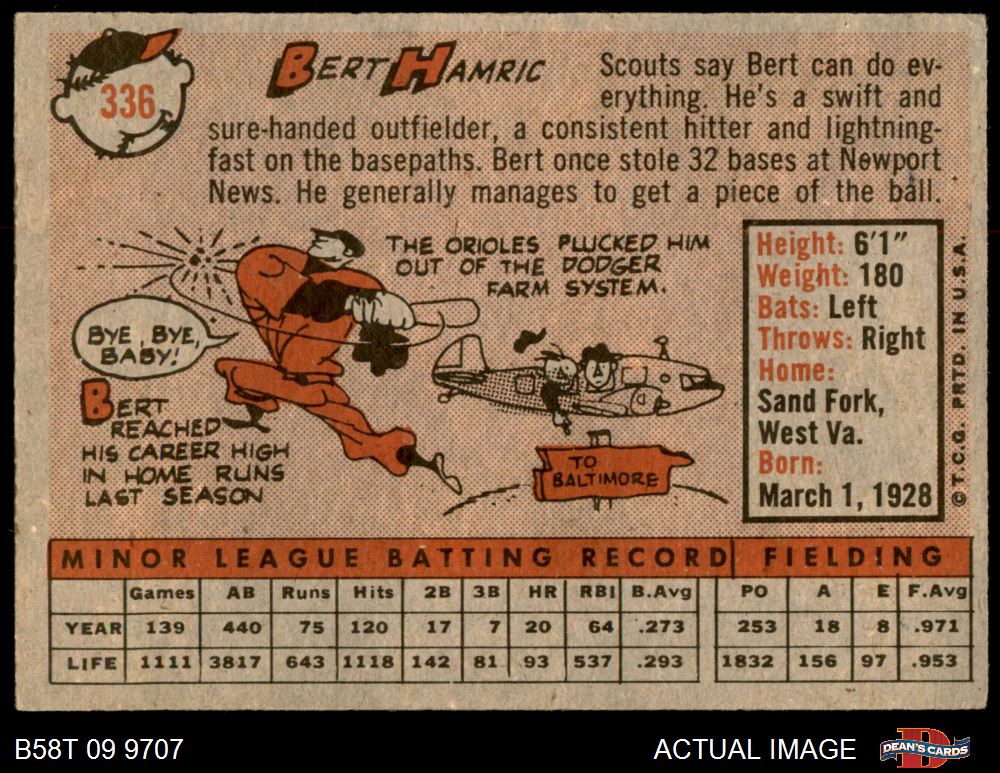 336
BERT HAMRIC
Scouts say Bert can do ev-
erything. He's a swift and
sure-handed outfielder, a consistent hitter and lightning-
fast on the basepaths. Bert once stole 32 bases at Newport
News. He generally manages to get a piece of the ball.
THE ORIOLES PLUCKED HIM
OUT OF THE DODGER
FARM SYSTEM.
BYE, BYE,
BABY!
BERT
REACHED
HIS CAREER HIGH
IN HOME RUNS
LAST SEASON
TO
BALTIMORE
Height: 6'1"
Weight: 180
Bats: Left
Throws: Right
Home:
Sand Fork,
West Va.
Born:
March 1, 1928
© T.C.G. PRTD. IN U.S.A.
MINOR LEAGUE BATTING RECORD FIELDING
Games AB Runs Hits 2B 3B HR RBI B.Avg PO A E F.Avg
YEAR 139 440 75 120 17 7 20 64 .273 253 18 8 .971
LIFE 1111 3817 643 1118 142 81 93 537 .293 1832 156 97 .953
B58T 09 9707 ACTUAL IMAGE DEAN'S CARDS